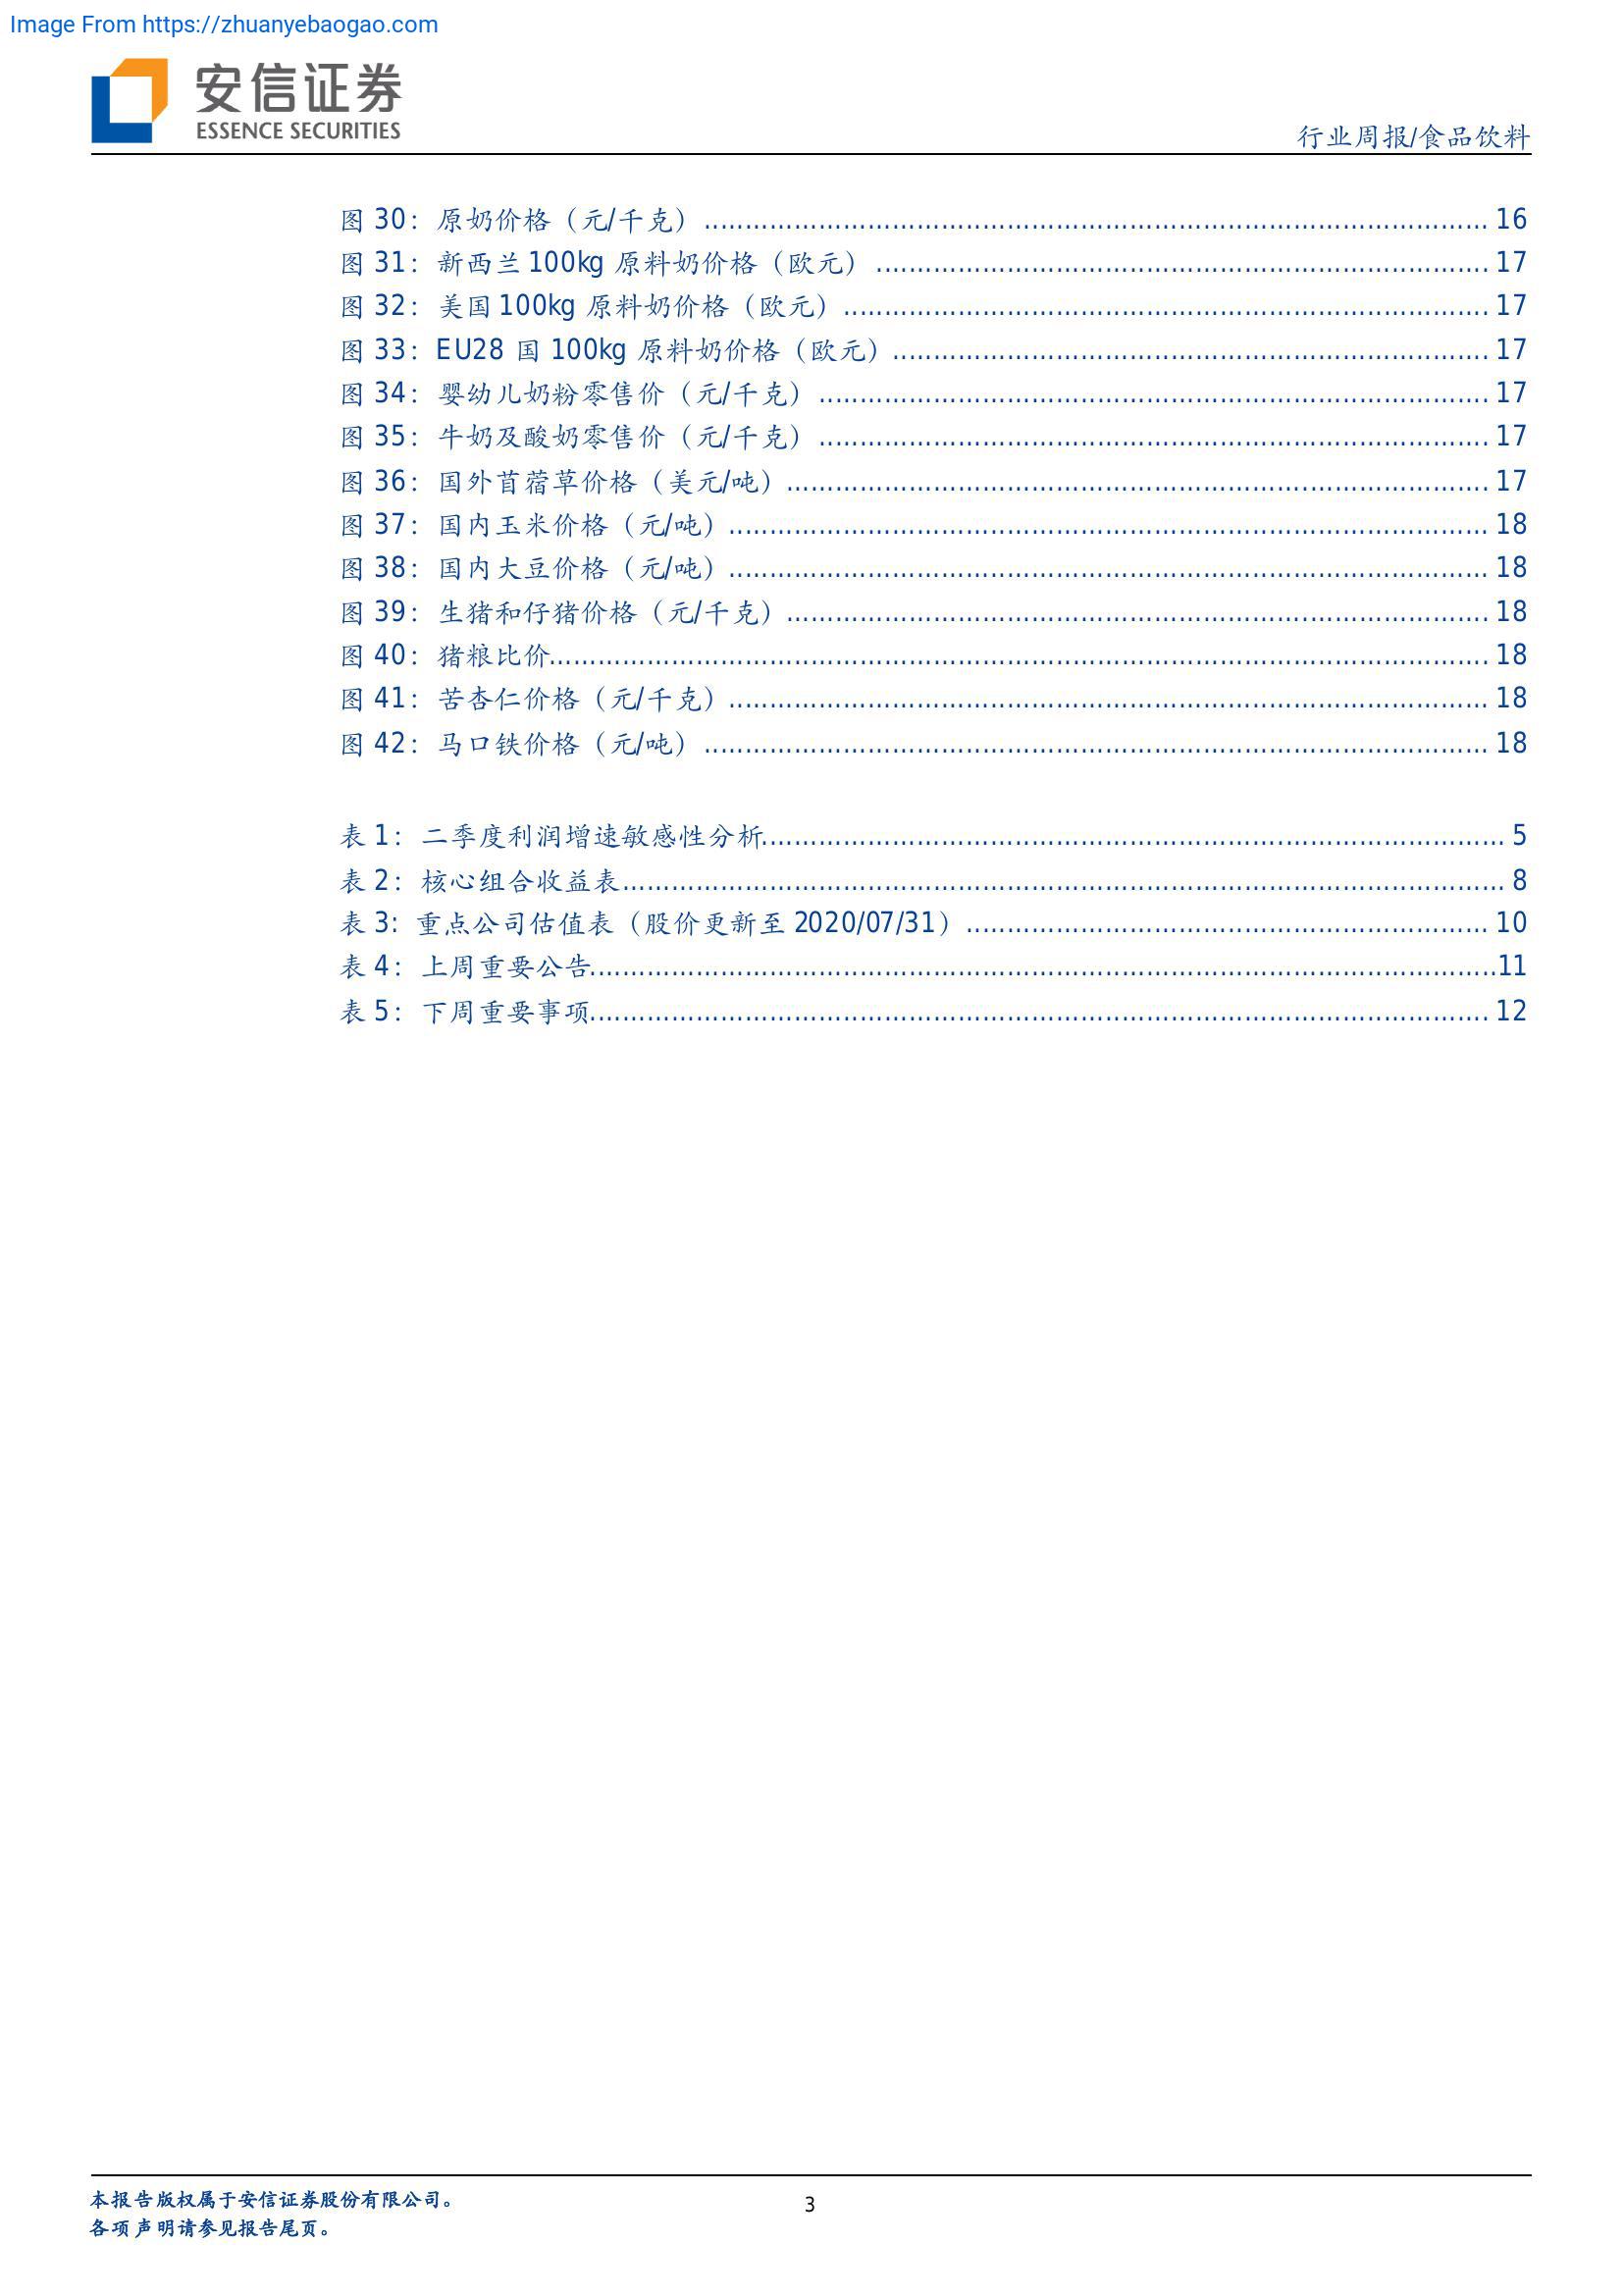 Image From https://zhuanyebaogao.com
安信证券
ESSENCE SECURITIES
行业周报/食品饮料
图 30：原奶价格（元/千克）........ 16
图 31：新西兰 100kg 原料奶价格（欧元）........ 17
图 32：美国 100kg 原料奶价格（欧元）........ 17
图 33：EU28 国 100kg 原料奶价格（欧元）........ 17
图 34：婴幼儿奶粉零售价（元/千克）........ 17
图 35：牛奶及酸奶零售价（元/千克）........ 17
图 36：国外苜蓿草价格（美元/吨）........ 17
图 37：国内玉米价格（元/吨）........ 18
图 38：国内大豆价格（元/吨）........ 18
图 39：生猪和仔猪价格（元/千克）........ 18
图 40：猪粮比价........ 18
图 41：苦杏仁价格（元/千克）........ 18
图 42：马口铁价格（元/吨）........ 18
表 1：二季度利润增速敏感性分析........ 5
表 2：核心组合收益表........ 8
表 3: 重点公司估值表（股价更新至 2020/07/31）........ 10
表 4：上周重要公告........11
表 5：下周重要事项........ 12
本报告版权属于安信证券股份有限公司。
3
各项声明请参见报告尾页。